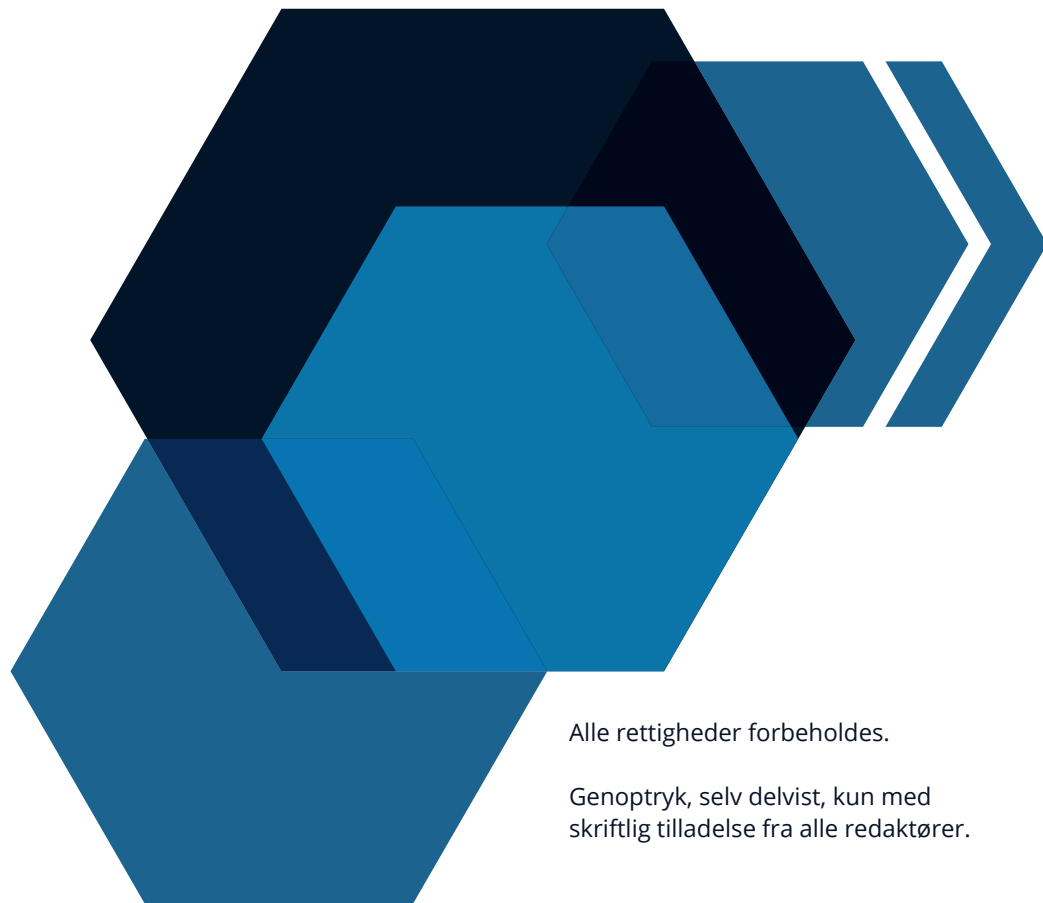 Alle rettigheder forbeholdes.
Genoptryk, selv delvist, kun med
skriftlig tilladelse fra alle redaktører.